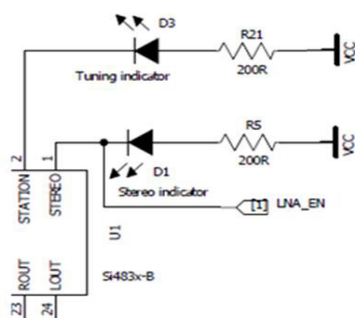 D3
R21
VCC
Tuning indicator
200R
R5
VCC
2
1
200R
D1
STATION
STEREO
Stereo indicator
[1] LNA_EN
U1
Si483x-B
ROUT
LOUT
23
24